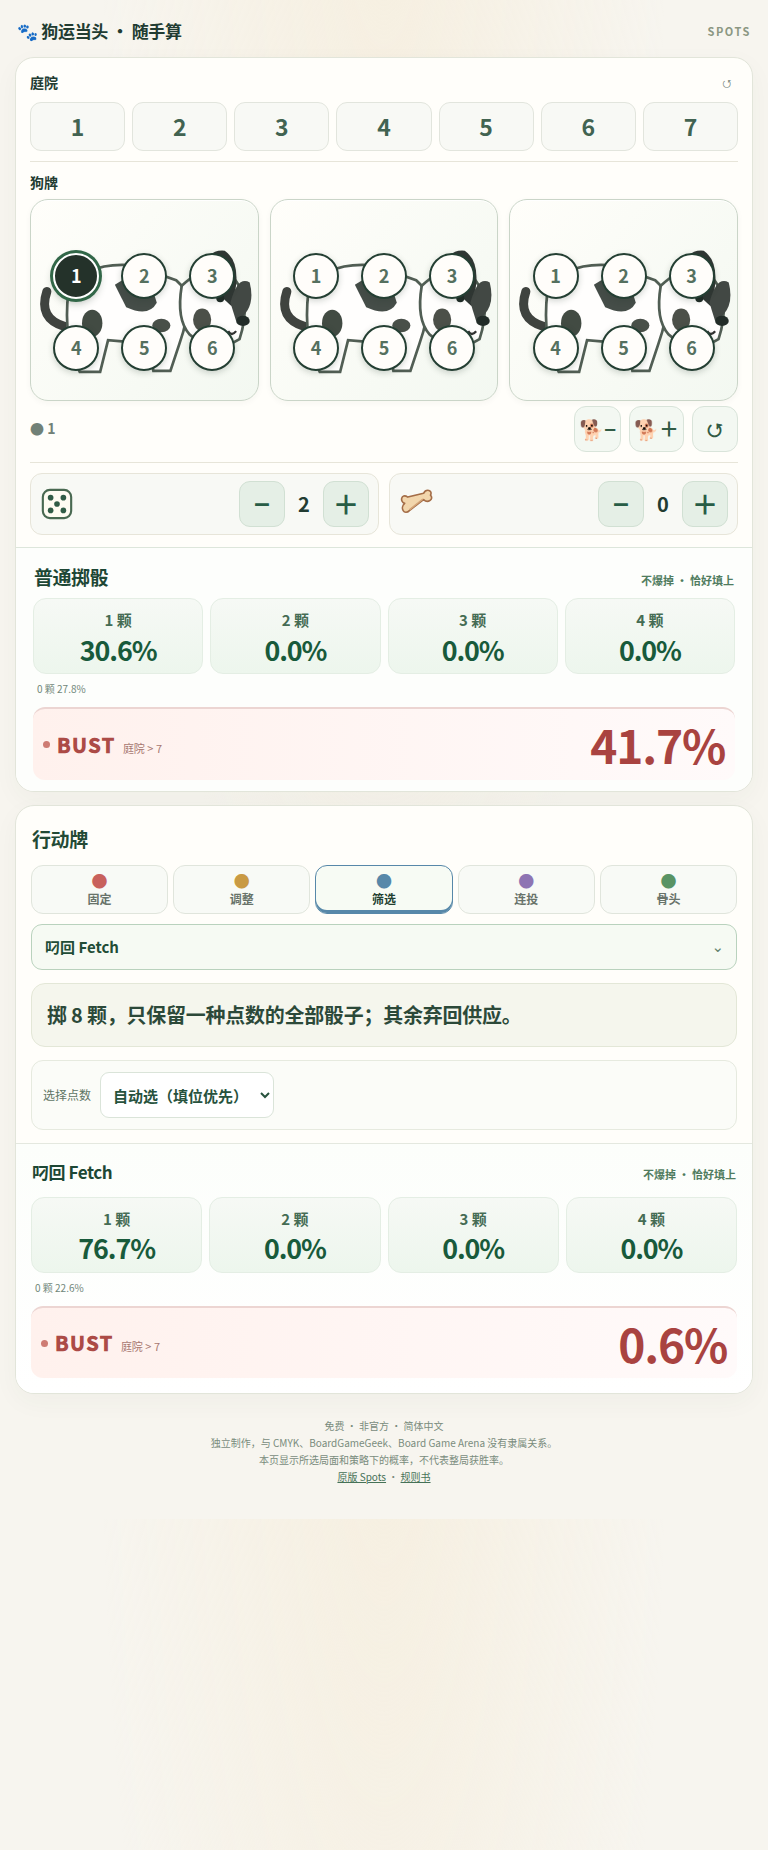 🐾 狗运当头 · 随手算 SPOTS
庭院 ↺
1 2 3 4 5 6 7
狗牌
1 2 3 1 2 3 1 2 3
4 5 6 4 5 6 4 5 6
● 1 🐕− 🐕+ ↺
− 2 + − 0 +
普通掷骰 不爆掉 · 恰好填上
1 颗 2 颗 3 颗 4 颗
30.6% 0.0% 0.0% 0.0%
0 颗 27.8%
BUST 庭院 > 7 41.7%
行动牌
固定 调整 筛选 连投 骨头
叼回 Fetch
掷 8 颗，只保留一种点数的全部骰子；其余弃回供应。
选择点数 自动选（填位优先）
叼回 Fetch 不爆掉 · 恰好填上
1 颗 2 颗 3 颗 4 颗
76.7% 0.0% 0.0% 0.0%
0 颗 22.6%
BUST 庭院 > 7 0.6%
免费 · 非官方 · 简体中文
独立制作，与 CMYK、BoardGameGeek、Board Game Arena 没有隶属关系。
本页显示所选局面和策略下的概率，不代表整局获胜率。
原版 Spots · 规则书